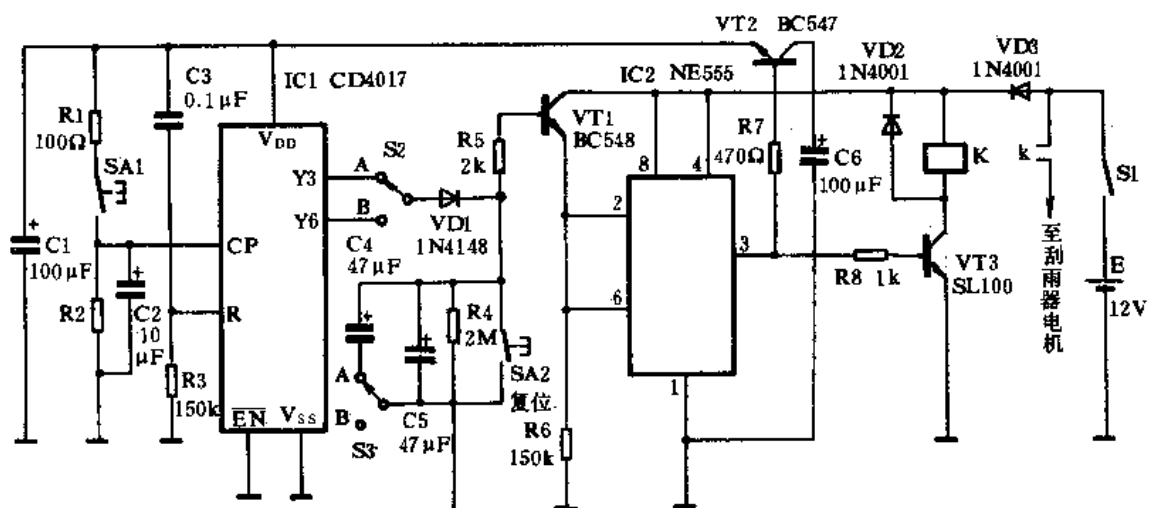 VT2 BC547
VD2
1N4001
VD3
1N4001
C3
0.1μF
IC1 CD4017
IC2 NE555
R1
100Ω
VDD
R5
2k
VT1
BC548
R7
470Ω
C6
100μF
K
k
S1
SA1
Y3
A
S2
8
4
Y6
B
VD1
1N4148
2
C1
100μF
CP
C4
47μF
3
R8 1k
VT3
SL100
至刮雨器电机
E
12V
R2
C2
10
μF
R
R4
2M
6
R3
150k
A
SA2
复位
1
EN
VSS
B
S3
C5
47μF
R6
150k